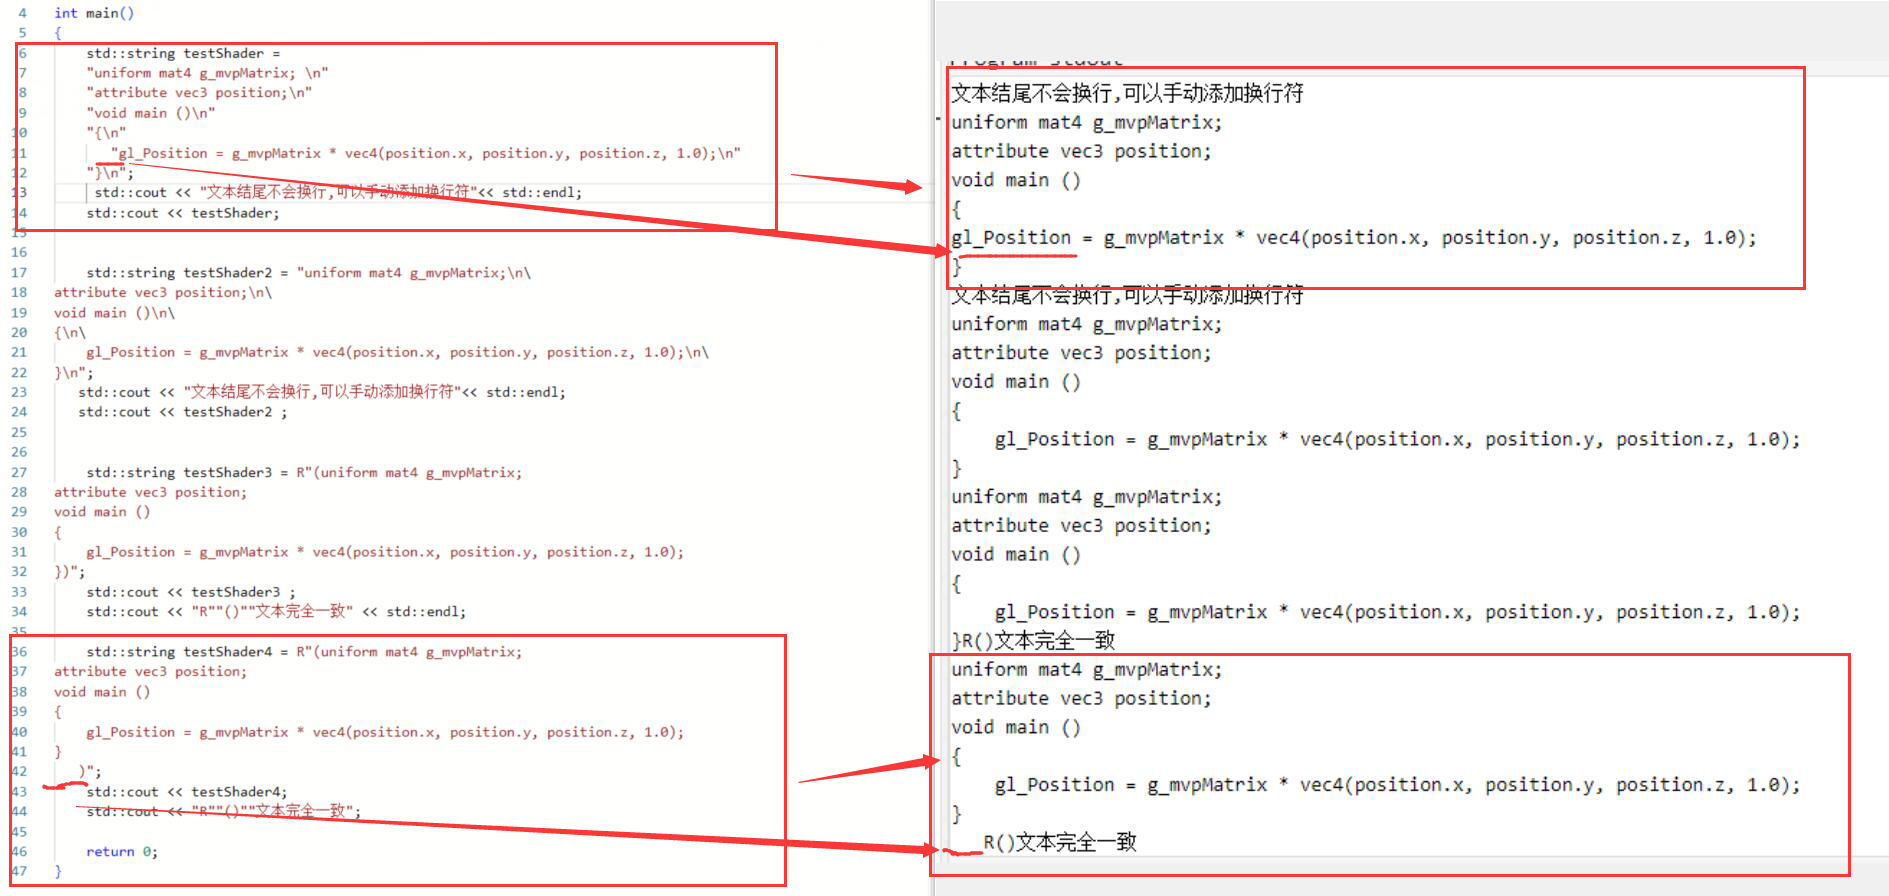 4 int main()
5 {
6 std::string testShader =
7 "uniform mat4 g_mvpMatrix; \n"
8 "attribute vec3 position;\n"
9 "void main ()\n"
10 "{\n"
11 "gl_Position = g_mvpMatrix * vec4(position.x, position.y, position.z, 1.0);\n"
12 "}\n";
13 std::cout << "文本结尾不会换行,可以手动添加换行符"<< std::endl;
14 std::cout << testShader;
15
16
17 std::string testShader2 = "uniform mat4 g_mvpMatrix;\n\
18 attribute vec3 position;\n\
19 void main ()\n\
20 {\n\
21 gl_Position = g_mvpMatrix * vec4(position.x, position.y, position.z, 1.0);\n\
22 }\n";
23 std::cout << "文本结尾不会换行,可以手动添加换行符"<< std::endl;
24 std::cout << testShader2 ;
25
26
27 std::string testShader3 = R"(uniform mat4 g_mvpMatrix;
28 attribute vec3 position;
29 void main ()
30 {
31 gl_Position = g_mvpMatrix * vec4(position.x, position.y, position.z, 1.0);
32 })";
33 std::cout << testShader3 ;
34 std::cout << "R""()""文本完全一致" << std::endl;
35
36 std::string testShader4 = R"(uniform mat4 g_mvpMatrix;
37 attribute vec3 position;
38 void main ()
39 {
40 gl_Position = g_mvpMatrix * vec4(position.x, position.y, position.z, 1.0);
41 }
42 )";
43 std::cout << testShader4;
44 std::cout << "R""()""文本完全一致";
45
46 return 0;
47 }
Program stdout
文本结尾不会换行,可以手动添加换行符
uniform mat4 g_mvpMatrix;
attribute vec3 position;
void main ()
{
gl_Position = g_mvpMatrix * vec4(position.x, position.y, position.z, 1.0);
}
文本结尾不会换行,可以手动添加换行符
uniform mat4 g_mvpMatrix;
attribute vec3 position;
void main ()
{
gl_Position = g_mvpMatrix * vec4(position.x, position.y, position.z, 1.0);
}
uniform mat4 g_mvpMatrix;
attribute vec3 position;
void main ()
{
gl_Position = g_mvpMatrix * vec4(position.x, position.y, position.z, 1.0);
}R()文本完全一致
uniform mat4 g_mvpMatrix;
attribute vec3 position;
void main ()
{
gl_Position = g_mvpMatrix * vec4(position.x, position.y, position.z, 1.0);
}
R()文本完全一致